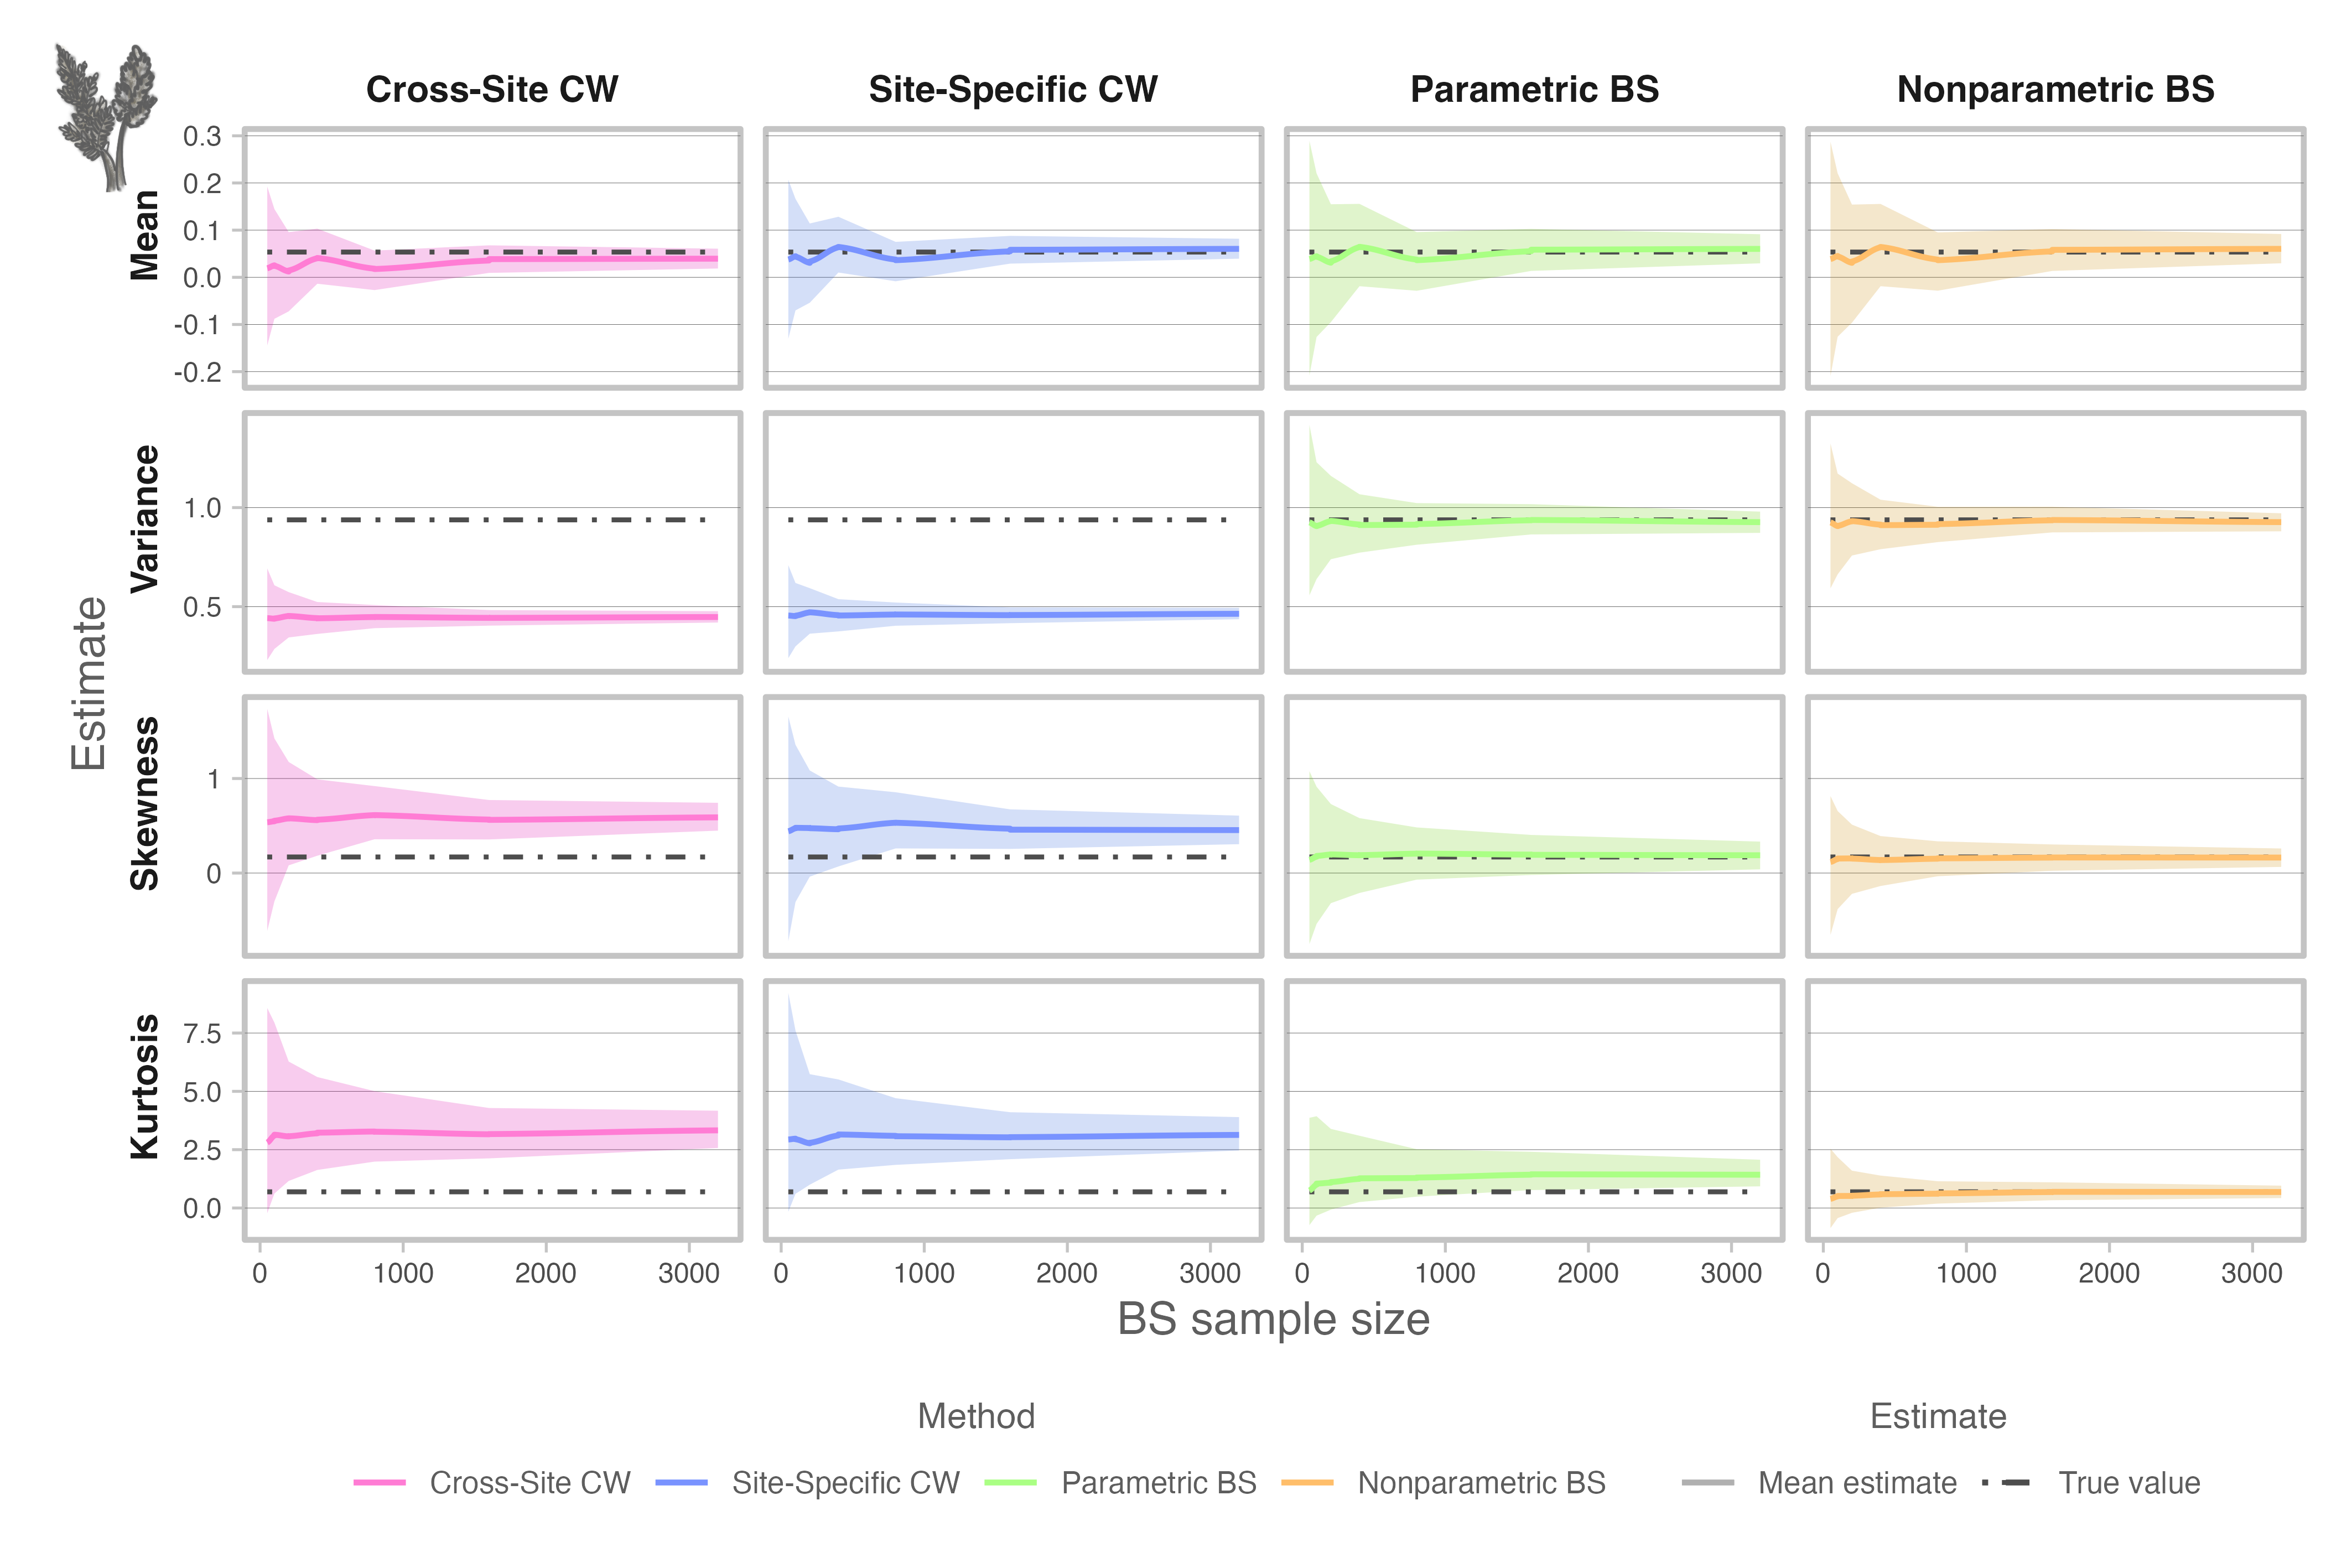 Cross-Site CW Site-Specific CW Parametric BS Nonparametric BS
Estimate
Mean
0.3
0.2
0.1
0.0
-0.1
-0.2
Variance
1.0
0.5
Skewness
1
0
Kurtosis
7.5
5.0
2.5
0.0
0 1000 2000 3000 0 1000 2000 3000 0 1000 2000 3000 0 1000 2000 3000
BS sample size
Method Estimate
Cross-Site CW Site-Specific CW Parametric BS Nonparametric BS Mean estimate True value